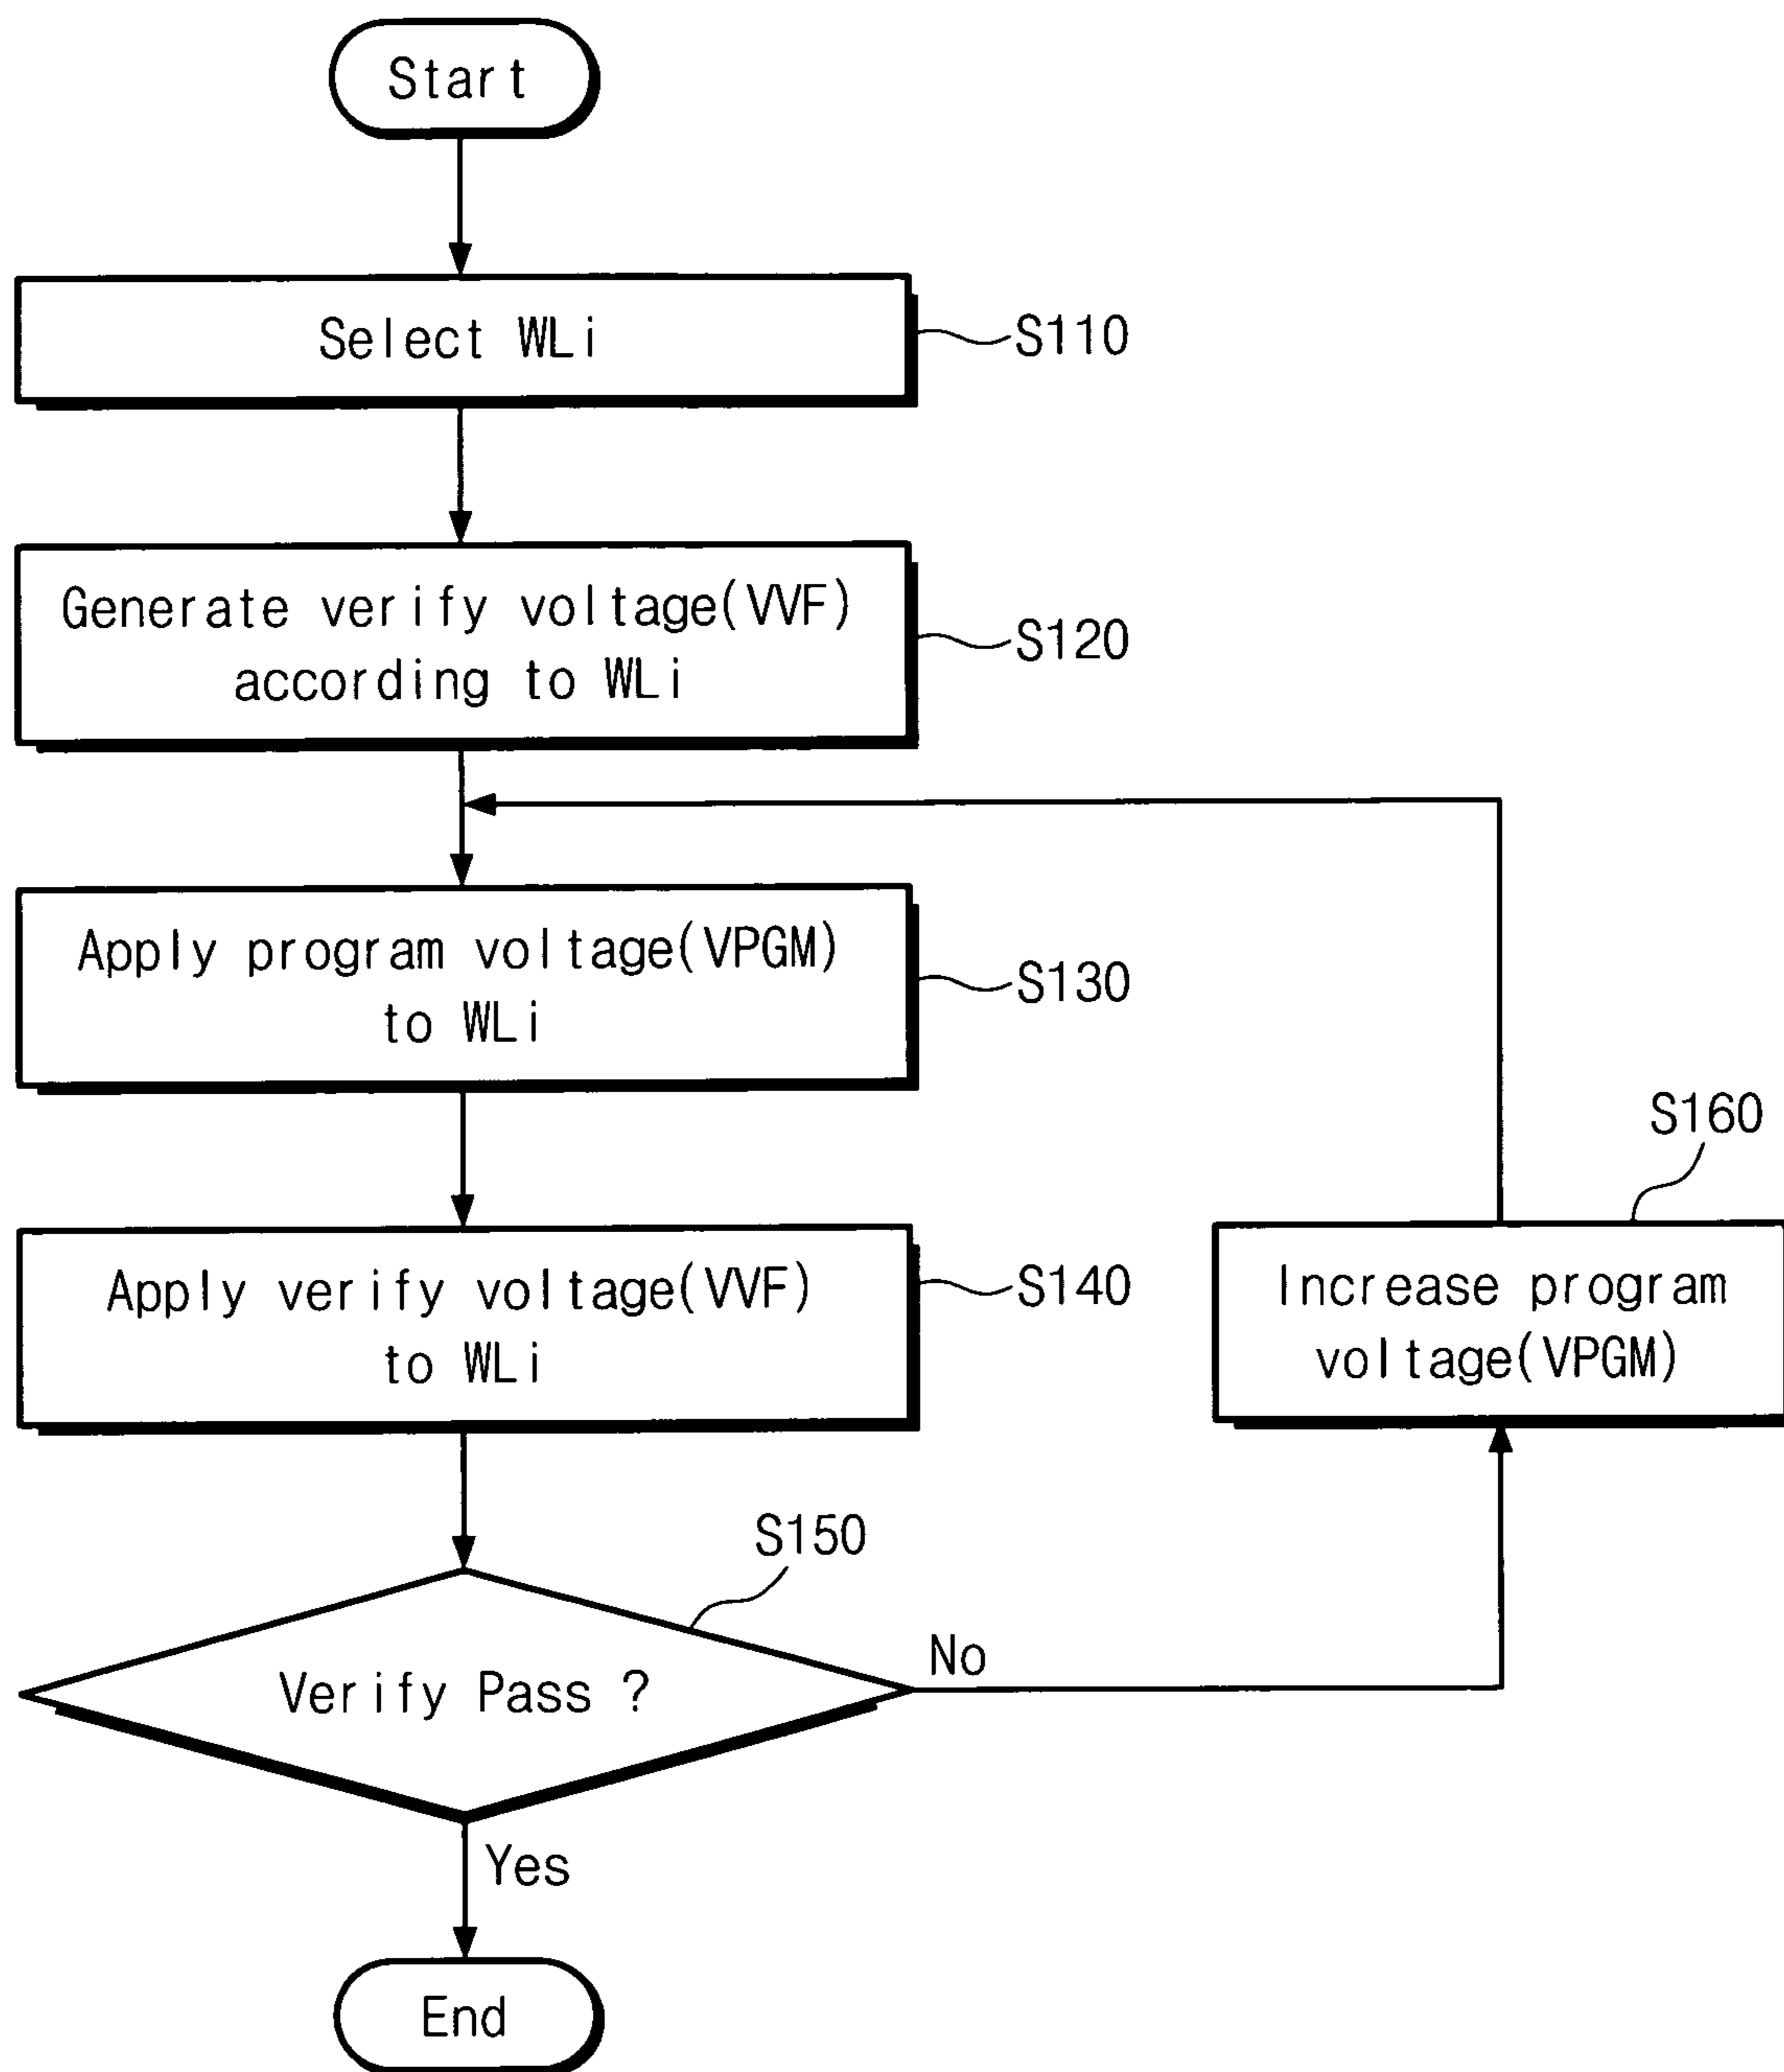 Start
Select WLi
S110
Generate verify voltage(VVF)
according to WLi
S120
Apply program voltage(VPGM)
to WLi
S130
Apply verify voltage(VVF)
to WLi
S140
S160
Increase program
voltage(VPGM)
S150
Verify Pass ?
No
Yes
End